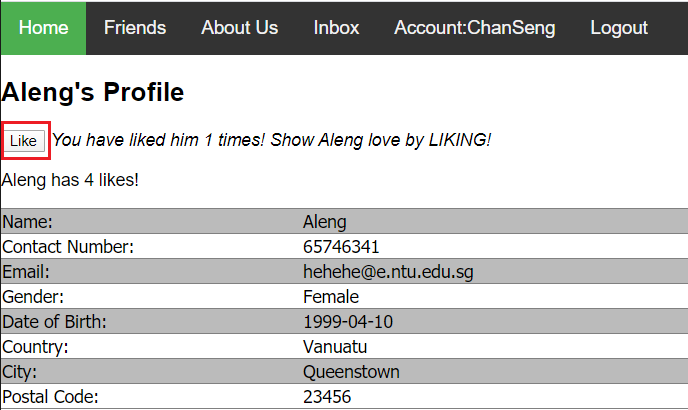 Home Friends About Us Inbox Account:ChanSeng Logout
Aleng's Profile
Like You have liked him 1 times! Show Aleng love by LIKING!
Aleng has 4 likes!
Name: Aleng
Contact Number: 65746341
Email: hehehe@e.ntu.edu.sg
Gender: Female
Date of Birth: 1999-04-10
Country: Vanuatu
City: Queenstown
Postal Code: 23456